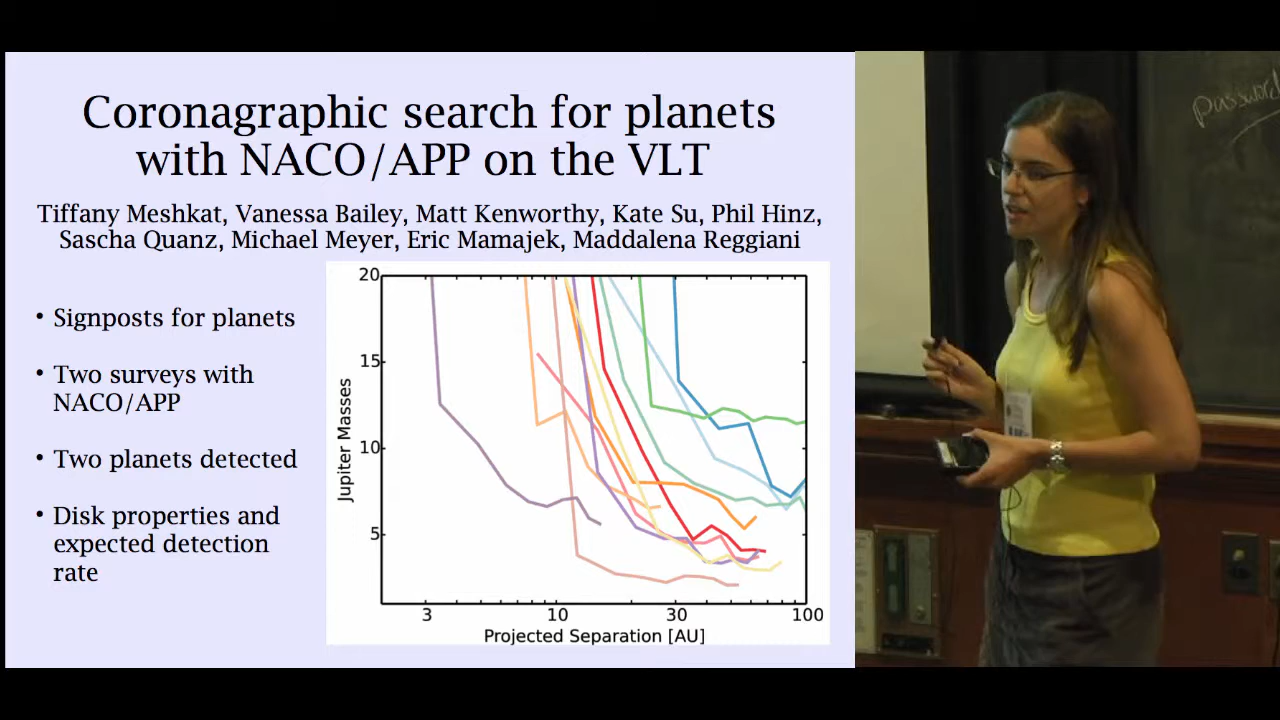 Coronagraphic search for planets
with NACO/APP on the VLT
Tiffany Meshkat, Vanessa Bailey, Matt Kenworthy, Kate Su, Phil Hinz,
Sascha Quanz, Michael Meyer, Eric Mamajek, Maddalena Reggiani
• Signposts for planets
• Two surveys with
NACO/APP
• Two planets detected
• Disk properties and
expected detection
rate
20
15
10
5
Jupiter Masses
3 10 30 100
Projected Separation [AU]
password